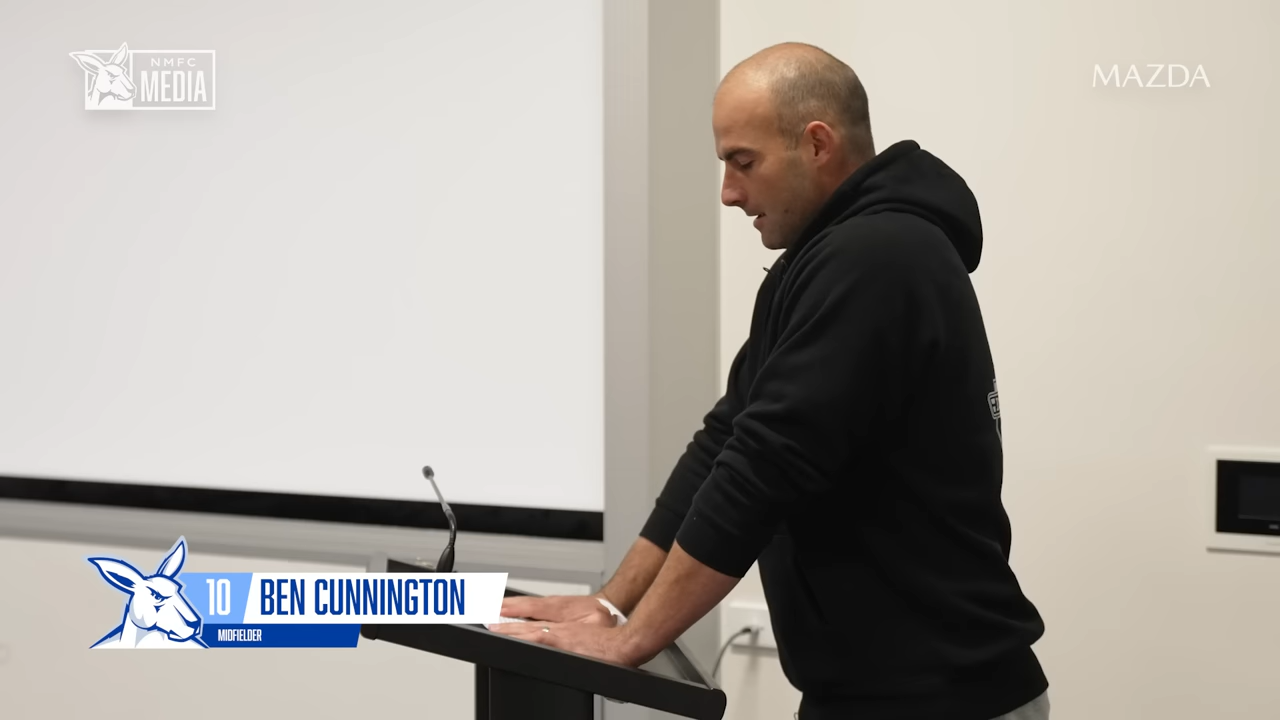 NMFC
MEDIA
MAZDA
10 BEN CUNNINGTON
MIDFIELDER